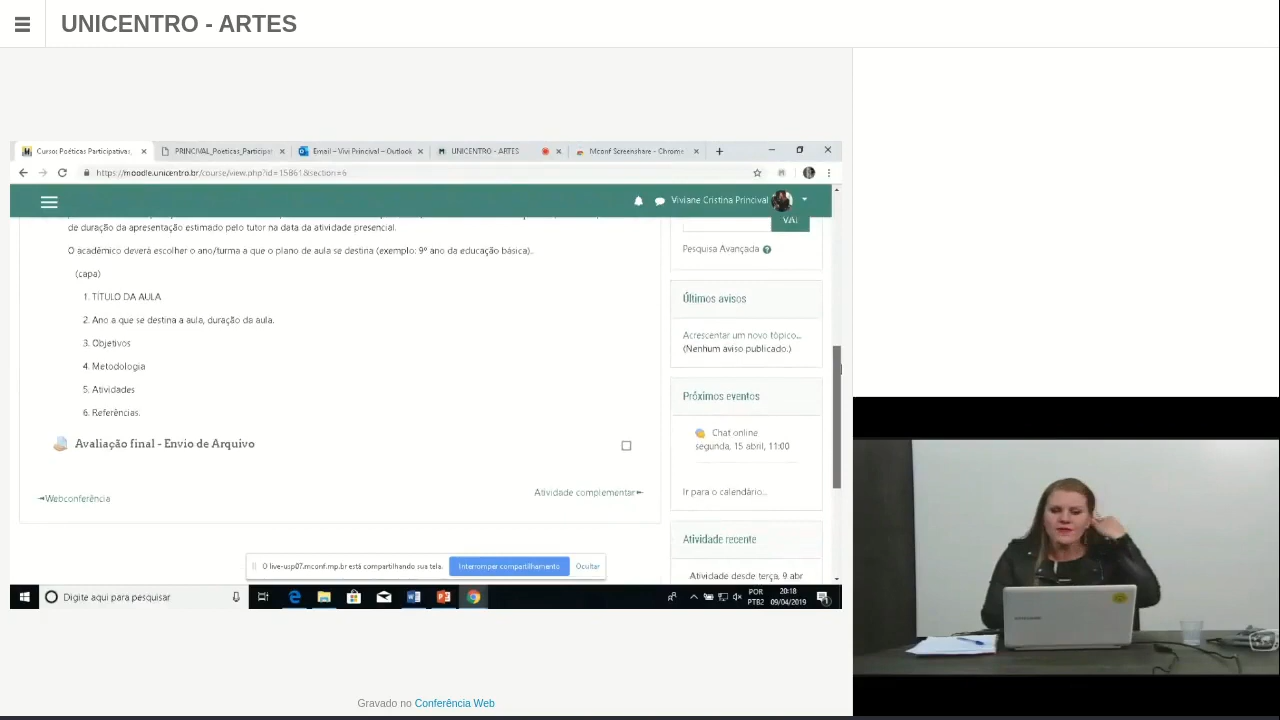 UNICENTRO - ARTES
Curso: Poéticas Participativas,
PRINCIVAL_Poeticas_Participat
Email – Vivi Princival – Outlook
UNICENTRO - ARTES
Mconf Screenshare - Chrome
https://moodle.unicentro.br/course/view.php?id=15861&section=6
Viviane Cristina Princival
de duração da apresentação estimado pelo tutor na data da atividade presencial.
O acadêmico deverá escolher o ano/turma a que o plano de aula se destina (exemplo: 9º ano da educação básica)..
(capa)
1. TÍTULO DA AULA
2. Ano a que se destina a aula, duração da aula.
3. Objetivos
4. Metodologia
5. Atividades
6. Referências.
Avaliação final - Envio de Arquivo
Webconferência
Atividade complementar
VAI
Pesquisa Avançada
Últimos avisos
Acrescentar um novo tópico...
(Nenhum aviso publicado.)
Próximos eventos
Chat online
segunda, 15 abril, 11:00
Ir para o calendário...
Atividade recente
Atividade desde terça, 9 abr
O live-usp07.mconf.rnp.br está compartilhando sua tela.
Interromper compartilhamento
Ocultar
Digite aqui para pesquisar
POR
PTB2
20:18
09/04/2019
Gravado no Conferência Web